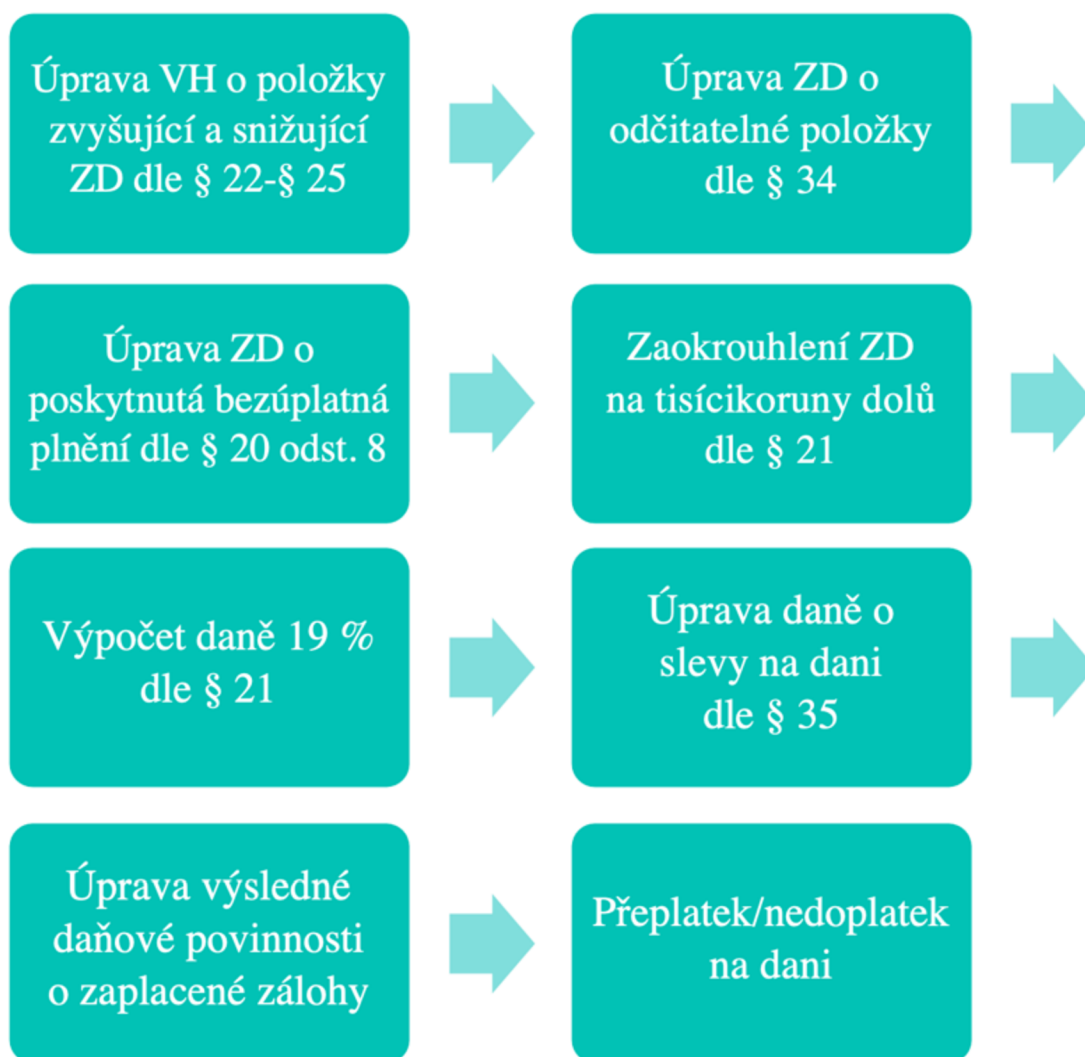 Úprava VH o položky
zvyšující a snižující
ZD dle § 22-§ 25
Úprava ZD o
odčitatelné položky
dle § 34
Úprava ZD o
poskytnutá bezúplatná
plnění dle § 20 odst. 8
Zaokrouhlení ZD
na tisícikoruny dolů
dle § 21
Výpočet daně 19 %
dle § 21
Úprava daně o
slevy na dani
dle § 35
Úprava výsledné
daňové povinnosti
o zaplacené zálohy
Přeplatek/nedoplatek
na dani